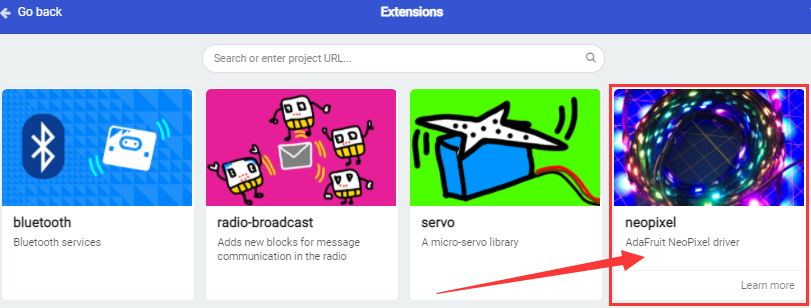 Go back
Extensions
Search or enter project URL...
bluetooth
Bluetooth services
radio-broadcast
Adds new blocks for message
communication in the radio
servo
A micro-servo library
neopixel
AdaFruit NeoPixel driver
Learn more